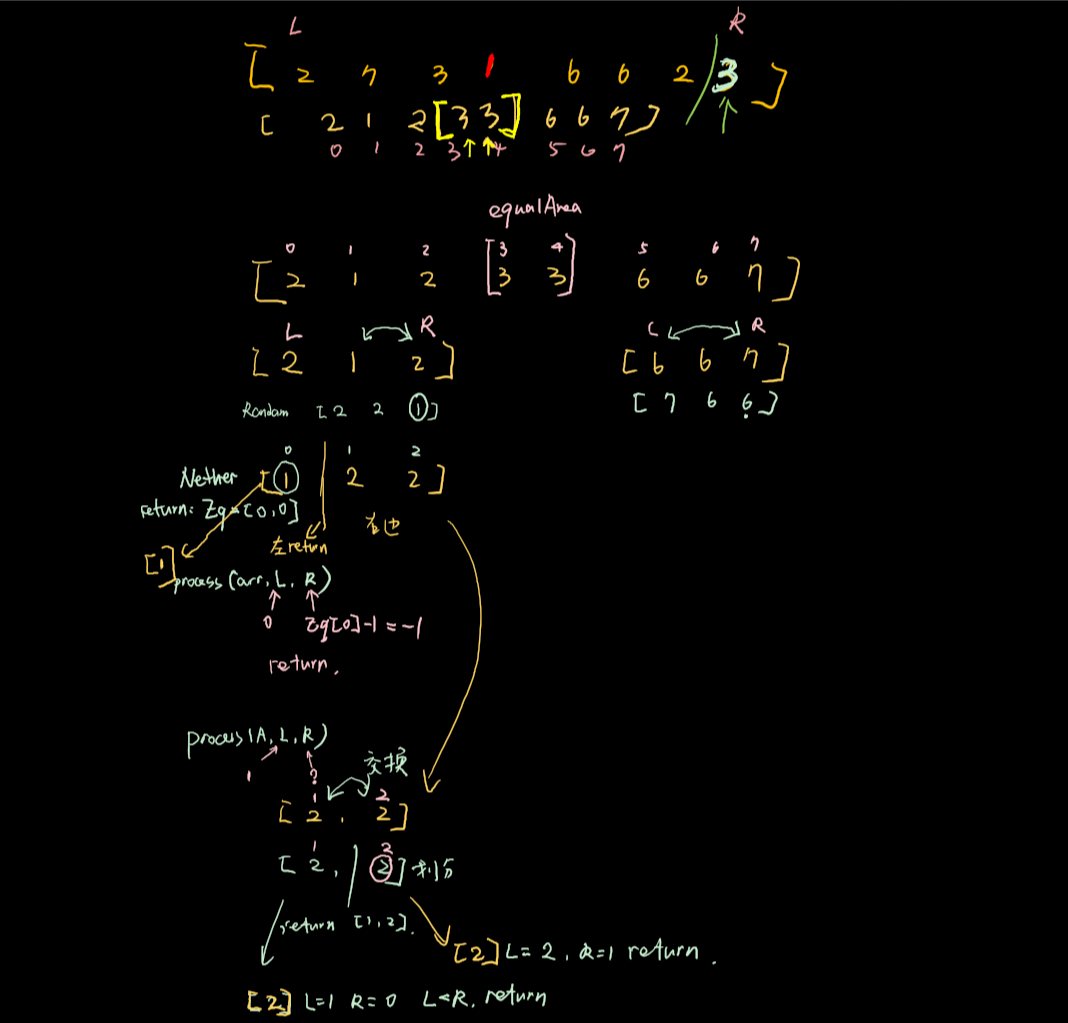 L R
[ 2 7 3 1 6 6 2 / 3 ]
[ 2 1 2 [3 3] 6 6 7 ]
0 1 2 3 4 5 6 7
equalArea
0 1 2 3 4 5 6 7
[ 2 1 2 [3 3] 6 6 7 ]
L R L R
[ 2 1 2 ] [ 6 6 7 ]
Random [ 2 2 1 ] [ 7 6 6 ]
0 1 2
Nether [ 1 | 2 2 ]
return: Zq=[0,0]
左return 右边
[1]
process(arr, L, R)
0 Zq[0]-1=-1
return.
process(A, L, R)
1 2
交换
1 2
[ 2, 2 ]
1 2
[ 2, | 2 ] 划分
return [1,2].
[2] L=2, R=1 return.
[2] L=1 R=0 L<R, return